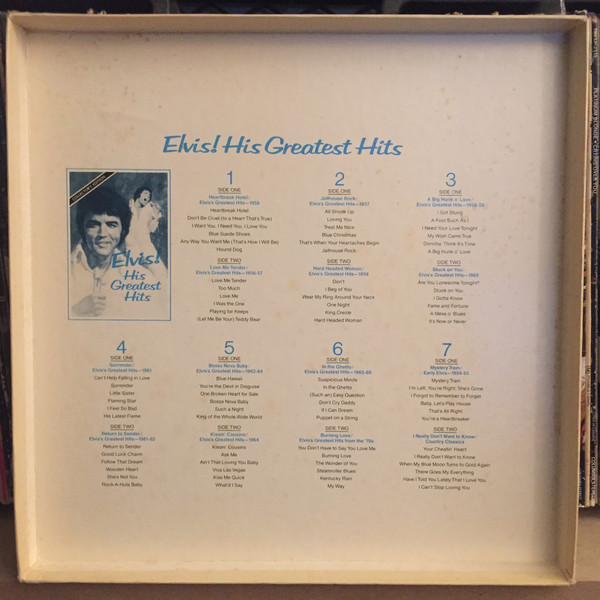 Elvis! His Greatest Hits
COLLECTOR'S EDITION
Elvis!
His
Greatest
Hits
1
SIDE ONE
Heartbreak Hotel:
Elvis's Greatest Hits—1956
Heartbreak Hotel
Don't Be Cruel (to a Heart That's True)
I Want You, I Need You, I Love You
Blue Suede Shoes
Any Way You Want Me (That's How I Will Be)
Hound Dog
SIDE TWO
Love Me Tender:
Elvis's Greatest Hits—1956-57
Love Me Tender
Too Much
Love Me
I Was the One
Playing for Keeps
(Let Me Be Your) Teddy Bear
2
SIDE ONE
Jailhouse Rock:
Elvis's Greatest Hits—1957
All Shook Up
Loving You
Treat Me Nice
Blue Christmas
That's When Your Heartaches Begin
Jailhouse Rock
SIDE TWO
Hard Headed Woman:
Elvis's Greatest Hits—1958
Don't
I Beg of You
Wear My Ring Around Your Neck
One Night
King Creole
Hard Headed Woman
3
SIDE ONE
A Big Hunk o' Love:
Elvis's Greatest Hits—1958-59
I Got Stung
A Fool Such As I
I Need Your Love Tonight
My Wish Came True
Doncha' Think It's Time
A Big Hunk o' Love
SIDE TWO
Stuck on You:
Elvis's Greatest Hits—1960
Are You Lonesome Tonight?
Stuck on You
I Gotta Know
Fame and Fortune
A Mess o' Blues
It's Now or Never
4
SIDE ONE
Surrender:
Elvis's Greatest Hits—1961
Can't Help Falling in Love
Surrender
Little Sister
Flaming Star
I Feel So Bad
His Latest Flame
SIDE TWO
Return to Sender:
Elvis's Greatest Hits—1961-62
Return to Sender
Good Luck Charm
Follow That Dream
Wooden Heart
She's Not You
Rock-A-Hula Baby
5
SIDE ONE
Bossa Nova Baby:
Elvis's Greatest Hits—1962-64
Blue Hawaii
You're the Devil in Disguise
One Broken Heart for Sale
Bossa Nova Baby
Such a Night
King of the Whole Wide World
SIDE TWO
Kissin' Cousins:
Elvis's Greatest Hits—1964
Kissin' Cousins
Ask Me
Ain't That Loving You Baby
Viva Las Vegas
Kiss Me Quick
What'd I Say
6
SIDE ONE
In the Ghetto:
Elvis's Greatest Hits—1965-69
Suspicious Minds
In the Ghetto
(Such an) Easy Question
Don't Cry Daddy
If I Can Dream
Puppet on a String
SIDE TWO
Burning Love:
Elvis's Greatest Hits from the '70s
You Don't Have to Say You Love Me
Burning Love
The Wonder of You
Steamroller Blues
Kentucky Rain
My Way
7
SIDE ONE
Mystery Train:
Early Elvis—1954-55
Mystery Train
I'm Left, You're Right, She's Gone
I Forgot to Remember to Forget
Baby, Let's Play House
That's All Right
You're a Heartbreaker
SIDE TWO
I Really Don't Want to Know:
Country Classics
Your Cheatin' Heart
I Really Don't Want to Know
When My Blue Moon Turns to Gold Again
There Goes My Everything
Have I Told You Lately That I Love You
I Can't Stop Loving You